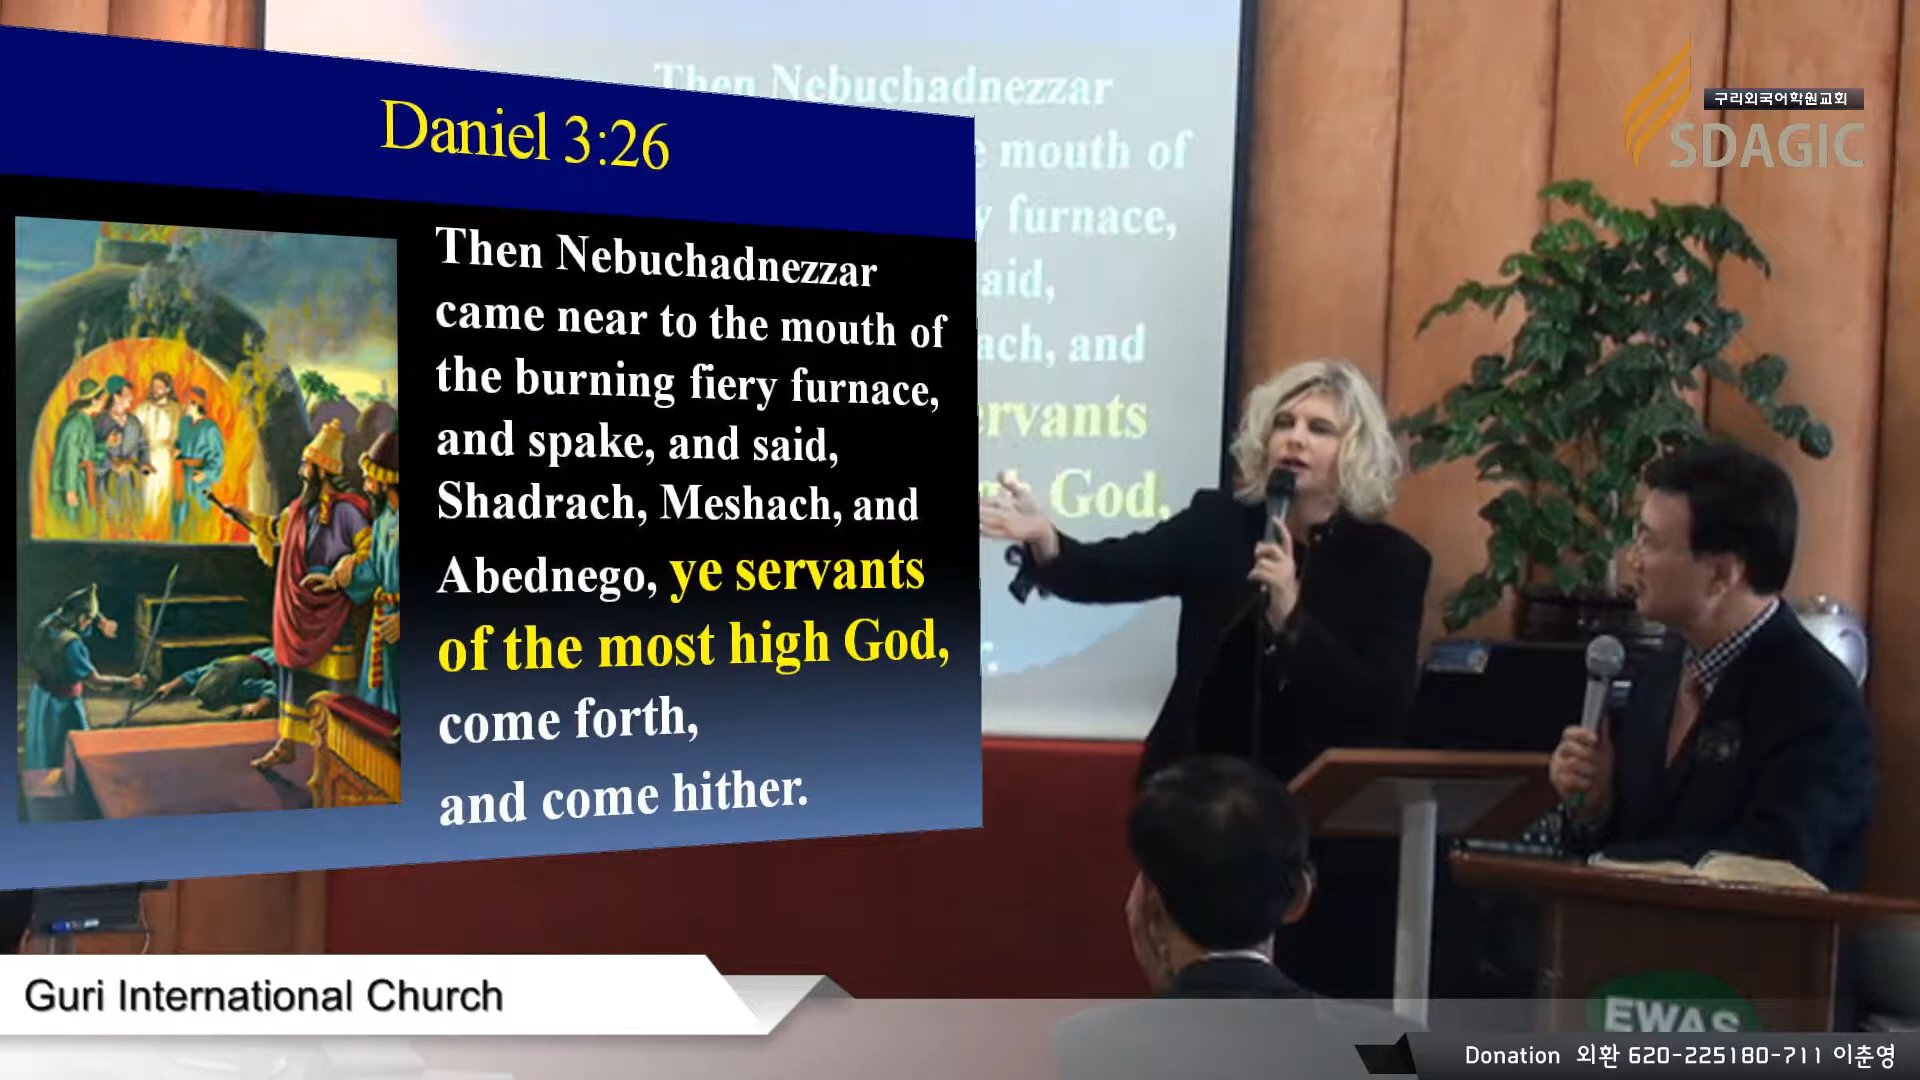 Daniel 3:26
Then Nebuchadnezzar
came near to the mouth of
the burning fiery furnace,
and spake, and said,
Shadrach, Meshach, and
Abednego, ye servants
of the most high God,
come forth,
and come hither.
Then Nebuchadnezzar
mouth of
furnace,
aid,
ach, and
ervants
God,
구리외국어학원교회
SDAGIC
EWAS
Guri International Church
Donation 외환 620-225180-711 이춘영